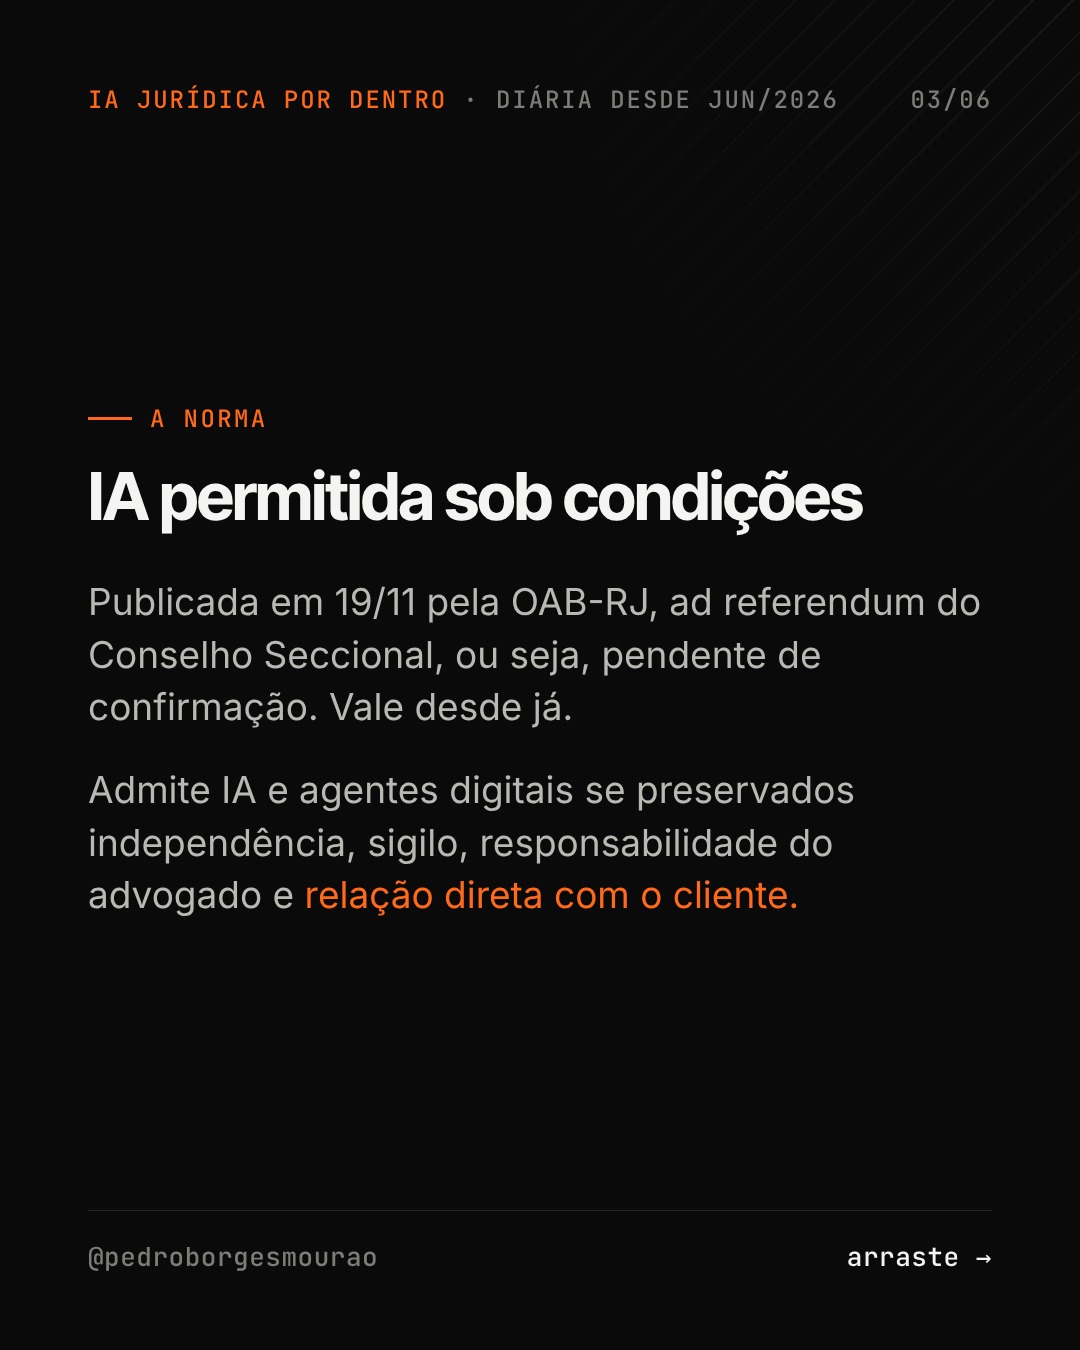 IA JURÍDICA POR DENTRO · DIÁRIA DESDE JUN/2026 03/06
A NORMA
IA permitida sob condições
Publicada em 19/11 pela OAB-RJ, ad referendum do
Conselho Seccional, ou seja, pendente de
confirmação. Vale desde já.
Admite IA e agentes digitais se preservados
independência, sigilo, responsabilidade do
advogado e relação direta com o cliente.
@pedroborgesmourao arraste →